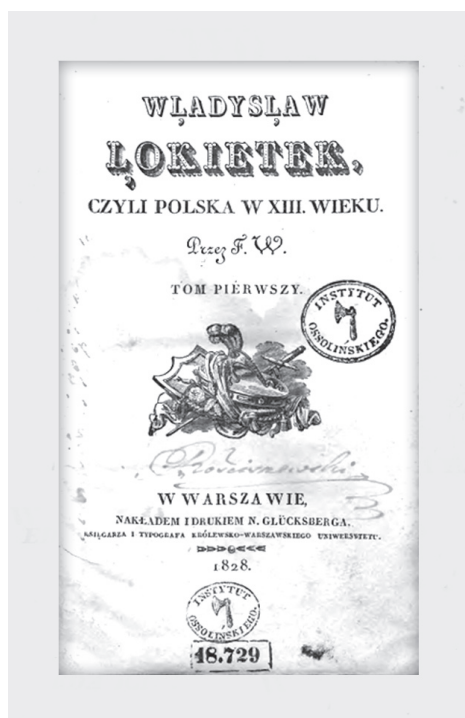 WŁADYSŁAW
ŁOKIETEK,
CZYLI POLSKA W XIII. WIEKU.
Przez F. W.
TOM PIÉRWSZY.
INSTYTUT
OSSOLIŃSKIEGO.
W WARSZAWIE,
NAKŁADEM I DRUKIEM N. GLÜCKSBERGA.
KSIĘGARZA I TYPOGRAFA KRÓLEWSKO-WARSZAWSKIEGO UNIWERSYTETU.
1828.
INSTYTUT
OSSOLIŃSKIEGO.
18.729